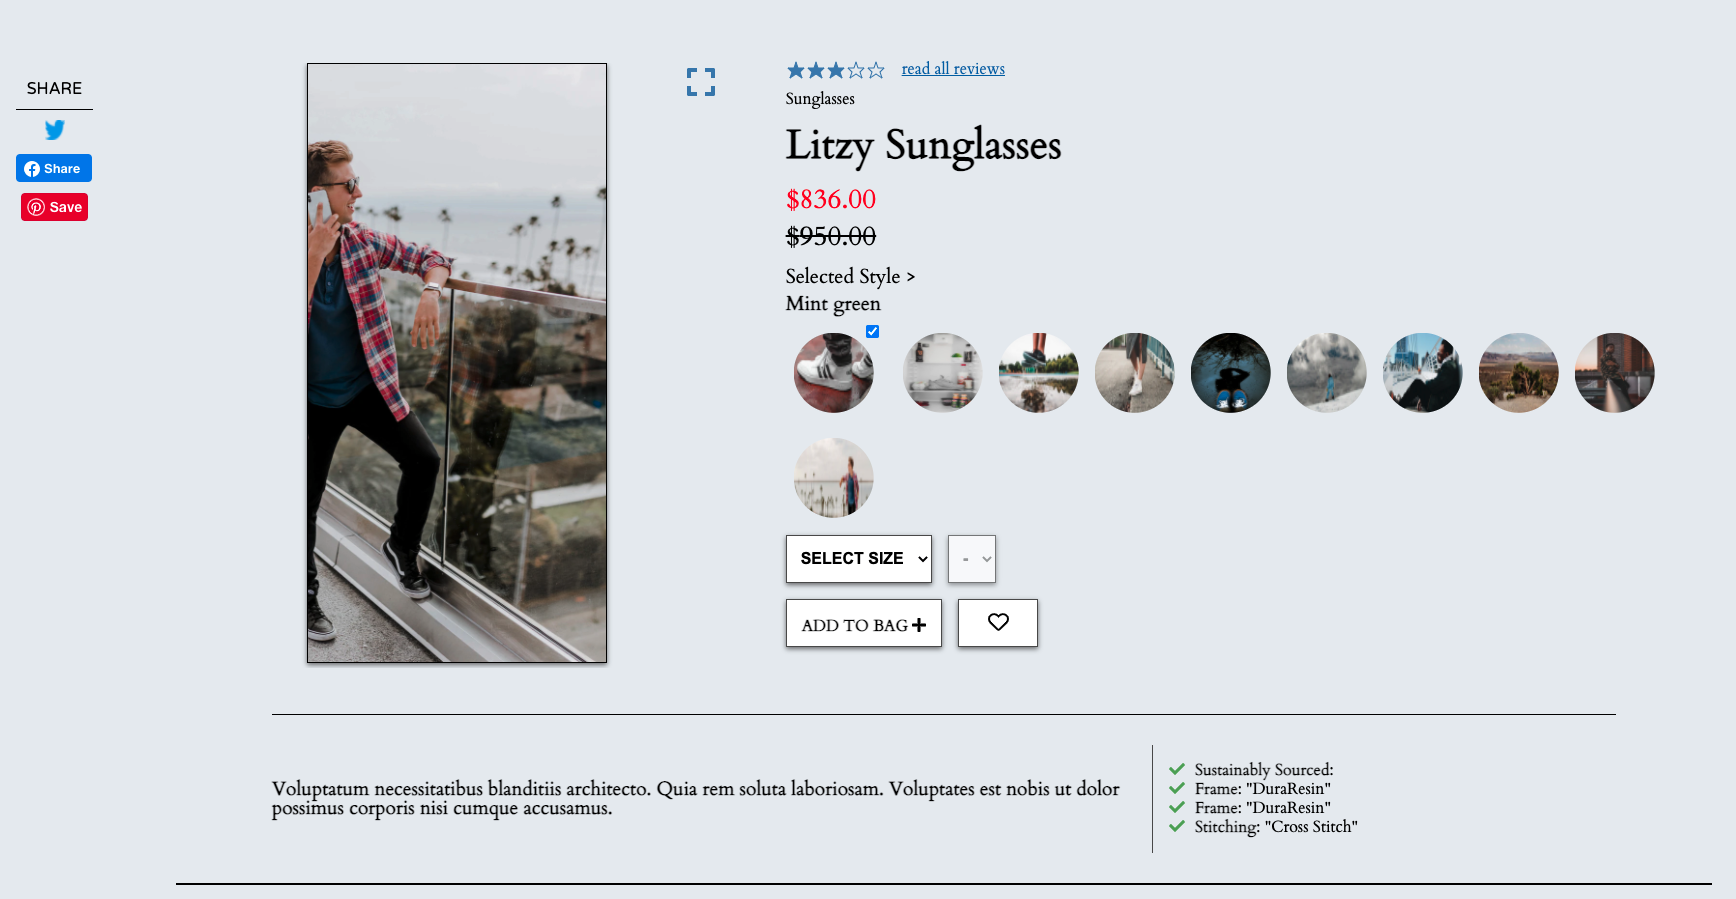 SHARE
Share
Save
read all reviews
Sunglasses
Litzy Sunglasses
$836.00
$950.00
Selected Style >
Mint green
SELECT SIZE
-
ADD TO BAG
Voluptatum necessitatibus blanditiis architecto. Quia rem soluta laboriosam. Voluptates est nobis ut dolor
possimus corporis nisi cumque accusamus.
Sustainably Sourced:
Frame: "DuraResin"
Frame: "DuraResin"
Stitching: "Cross Stitch"